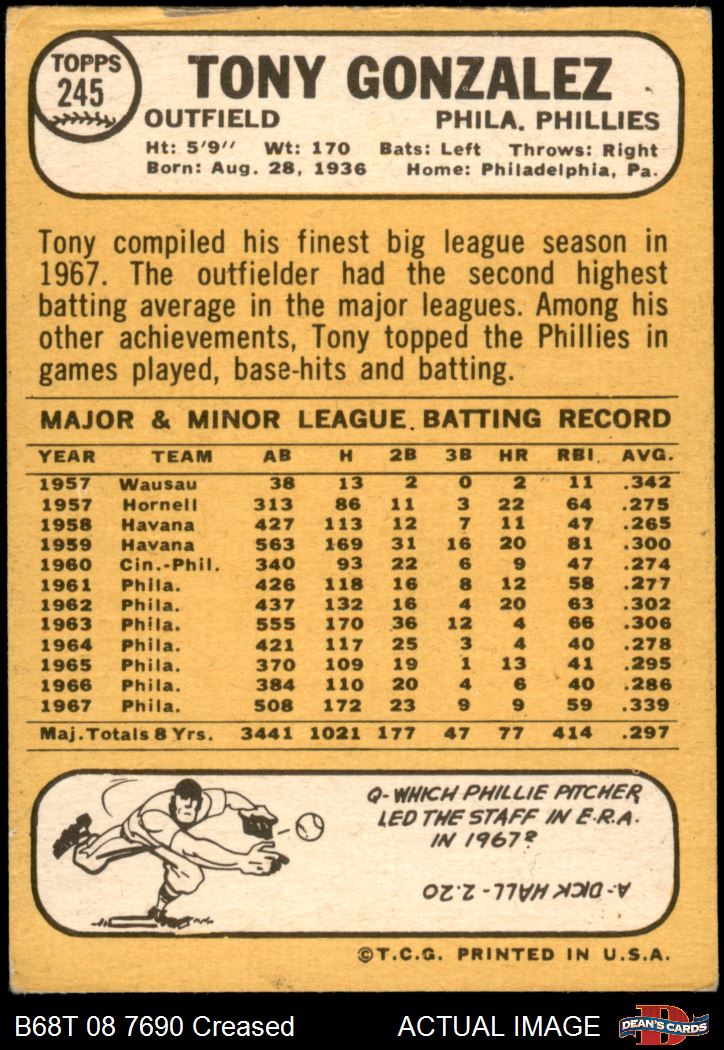 TOPPS
245
TONY GONZALEZ
OUTFIELD PHILA. PHILLIES
Ht: 5'9" Wt: 170 Bats: Left Throws: Right
Born: Aug. 28, 1936 Home: Philadelphia, Pa.
Tony compiled his finest big league season in
1967. The outfielder had the second highest
batting average in the major leagues. Among his
other achievements, Tony topped the Phillies in
games played, base-hits and batting.
MAJOR & MINOR LEAGUE BATTING RECORD
YEAR TEAM AB H 2B 3B HR RBI AVG.
1957 Wausau 38 13 2 0 2 11 .342
1957 Hornell 313 86 11 3 22 64 .275
1958 Havana 427 113 12 7 11 47 .265
1959 Havana 563 169 31 16 20 81 .300
1960 Cin.-Phil. 340 93 22 6 9 47 .274
1961 Phila. 426 118 16 8 12 58 .277
1962 Phila. 437 132 16 4 20 63 .302
1963 Phila. 555 170 36 12 4 66 .306
1964 Phila. 421 117 25 3 4 40 .278
1965 Phila. 370 109 19 1 13 41 .295
1966 Phila. 384 110 20 4 6 40 .286
1967 Phila. 508 172 23 9 9 59 .339
Maj. Totals 8 Yrs. 3441 1021 177 47 77 414 .297
Q-WHICH PHILLIE PITCHER
LED THE STAFF IN E.R.A.
IN 1967?
A-DICK HALL-2.20
©T.C.G. PRINTED IN U.S.A.
B68T 08 7690 Creased ACTUAL IMAGE
D
DEAN'S CARDS